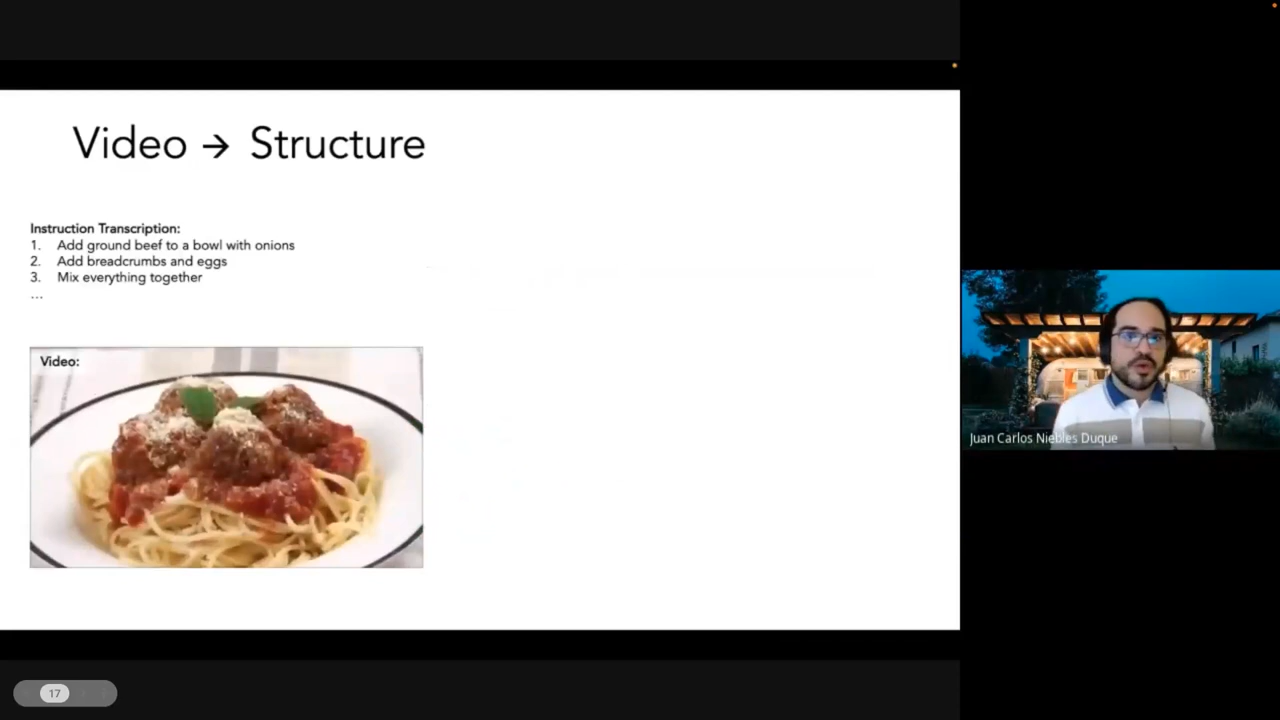 Video → Structure
Instruction Transcription:
1. Add ground beef to a bowl with onions
2. Add breadcrumbs and eggs
3. Mix everything together
...
Video:
Juan Carlos Niebles Duque
17